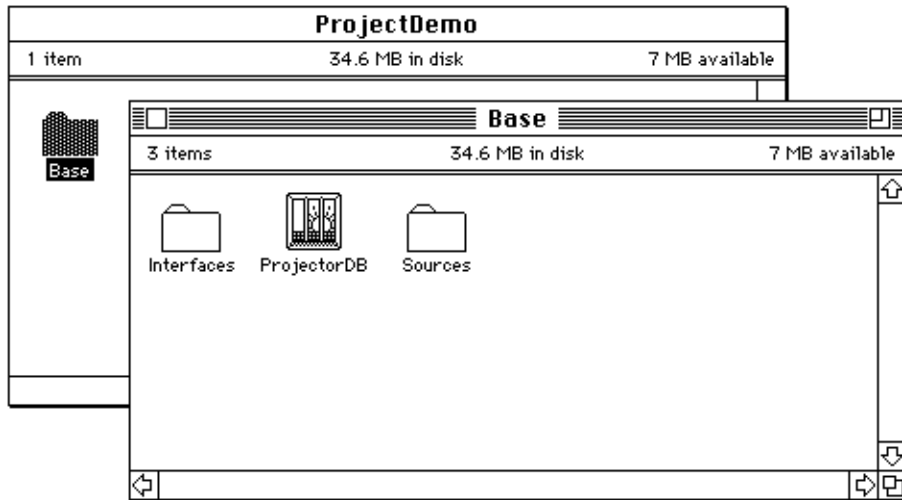 ProjectDemo
1 item 34.6 MB in disk 7 MB available
Base
Base
3 items 34.6 MB in disk 7 MB available
Interfaces ProjectorDB Sources